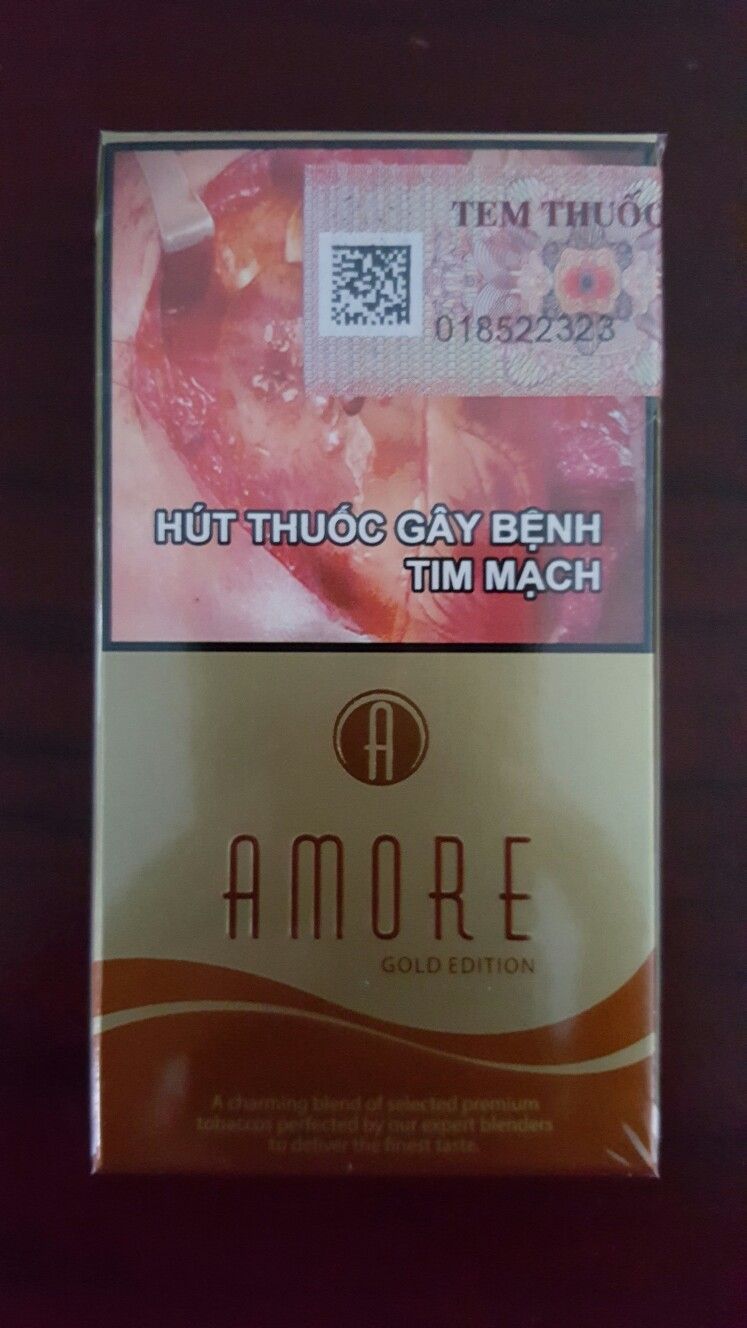 TEM THUỐC
018522323
HÚT THUỐC GÂY BỆNH
TIM MẠCH
A
AMORE
GOLD EDITION
A charming blend of selected premium
tobaccos perfected by our expert blenders
to deliver the finest taste.